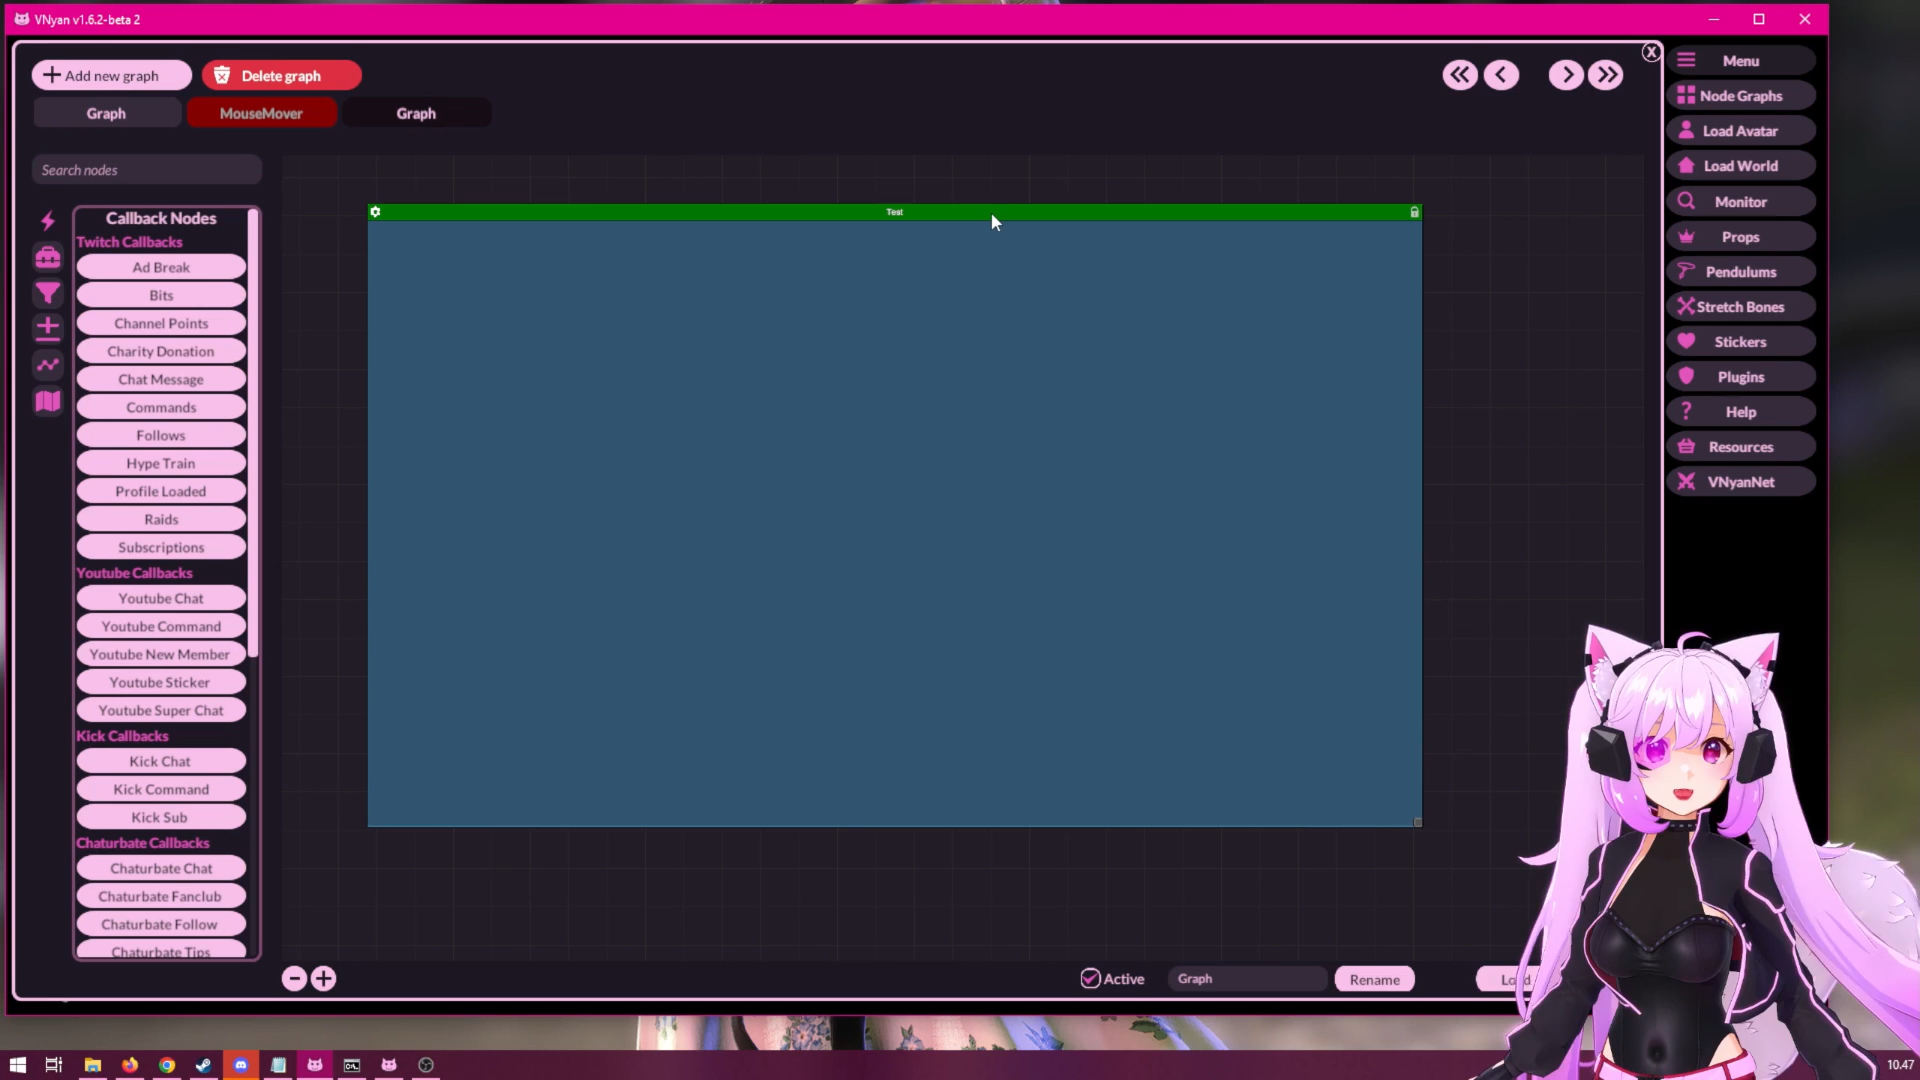 VNyan v1.6.2-beta 2
Add new graph
Delete graph
Graph
MouseMover
Graph
Search nodes
Callback Nodes
Twitch Callbacks
Ad Break
Bits
Channel Points
Charity Donation
Chat Message
Commands
Follows
Hype Train
Profile Loaded
Raids
Subscriptions
Youtube Callbacks
Youtube Chat
Youtube Command
Youtube New Member
Youtube Sticker
Youtube Super Chat
Kick Callbacks
Kick Chat
Kick Command
Kick Sub
Chaturbate Callbacks
Chaturbate Chat
Chaturbate Fanclub
Chaturbate Follow
Chaturbate Tips
Test
Active
Graph
Rename
Menu
Node Graphs
Load Avatar
Load World
Monitor
Props
Pendulums
Stretch Bones
Stickers
Plugins
Help
Resources
VNyanNet
10.47